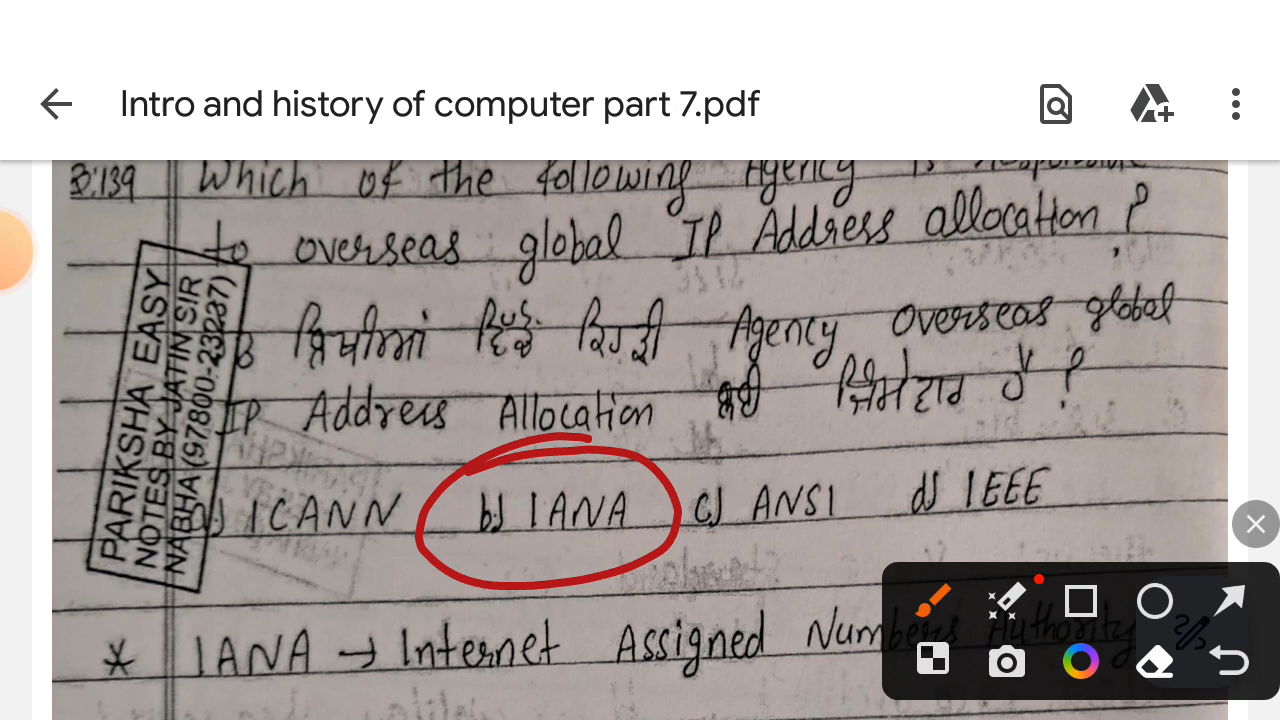 Intro and history of computer part 7.pdf
Q:139 Which of the following Agency is Responsible
to overseas global IP Address allocation ?
ਲਿਖੀਆਂ ਵਿੱਚੋਂ ਕਿਹੜੀ Agency overseas global
IP Address Allocation ਲਈ ਜ਼ਿੰਮੇਦਾਰ ਹੈ ?
ICANN b) IANA c) ANSI d) IEEE
* IANA → Internet Assigned Numbers Authority
PARIKSHA EASY
NOTES BY JATIN SIR
NABHA (97800-23237)